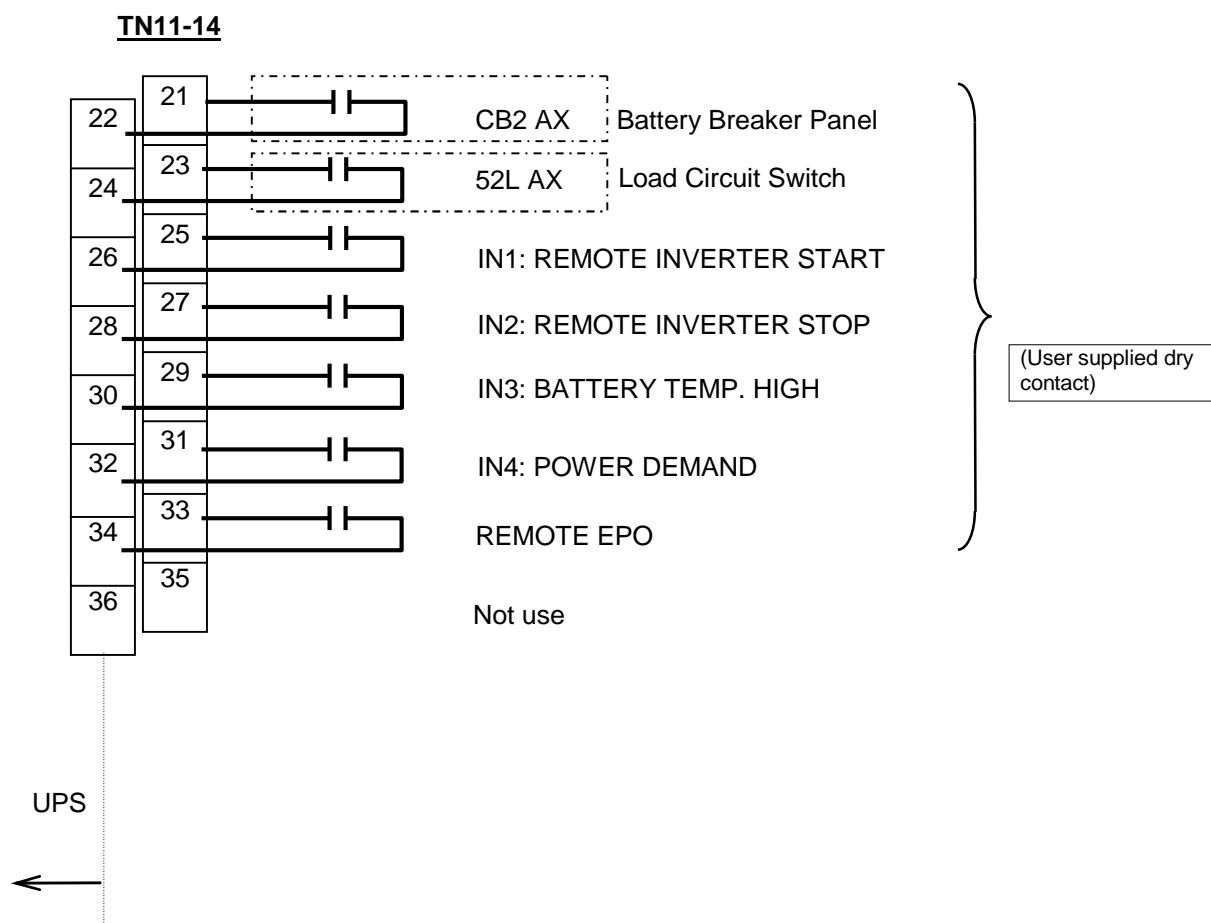 TN11-14
21
22
CB2 AX
Battery Breaker Panel
23
24
52L AX
Load Circuit Switch
25
26
IN1: REMOTE INVERTER START
27
28
IN2: REMOTE INVERTER STOP
29
30
IN3: BATTERY TEMP. HIGH
31
32
IN4: POWER DEMAND
33
34
REMOTE EPO
35
36
Not use
(User supplied dry
contact)
UPS